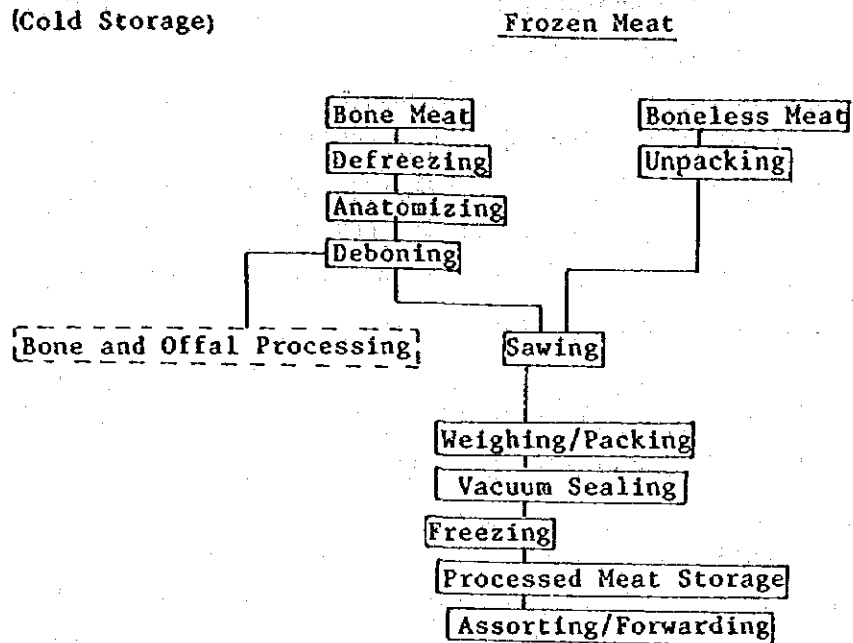 (Cold Storage) Frozen Meat
Bone Meat Boneless Meat
Defreezing Unpacking
Anatomizing
Deboning
Bone and Offal Processing Sawing
Weighing/Packing
Vacuum Sealing
Freezing
Processed Meat Storage
Assorting/Forwarding